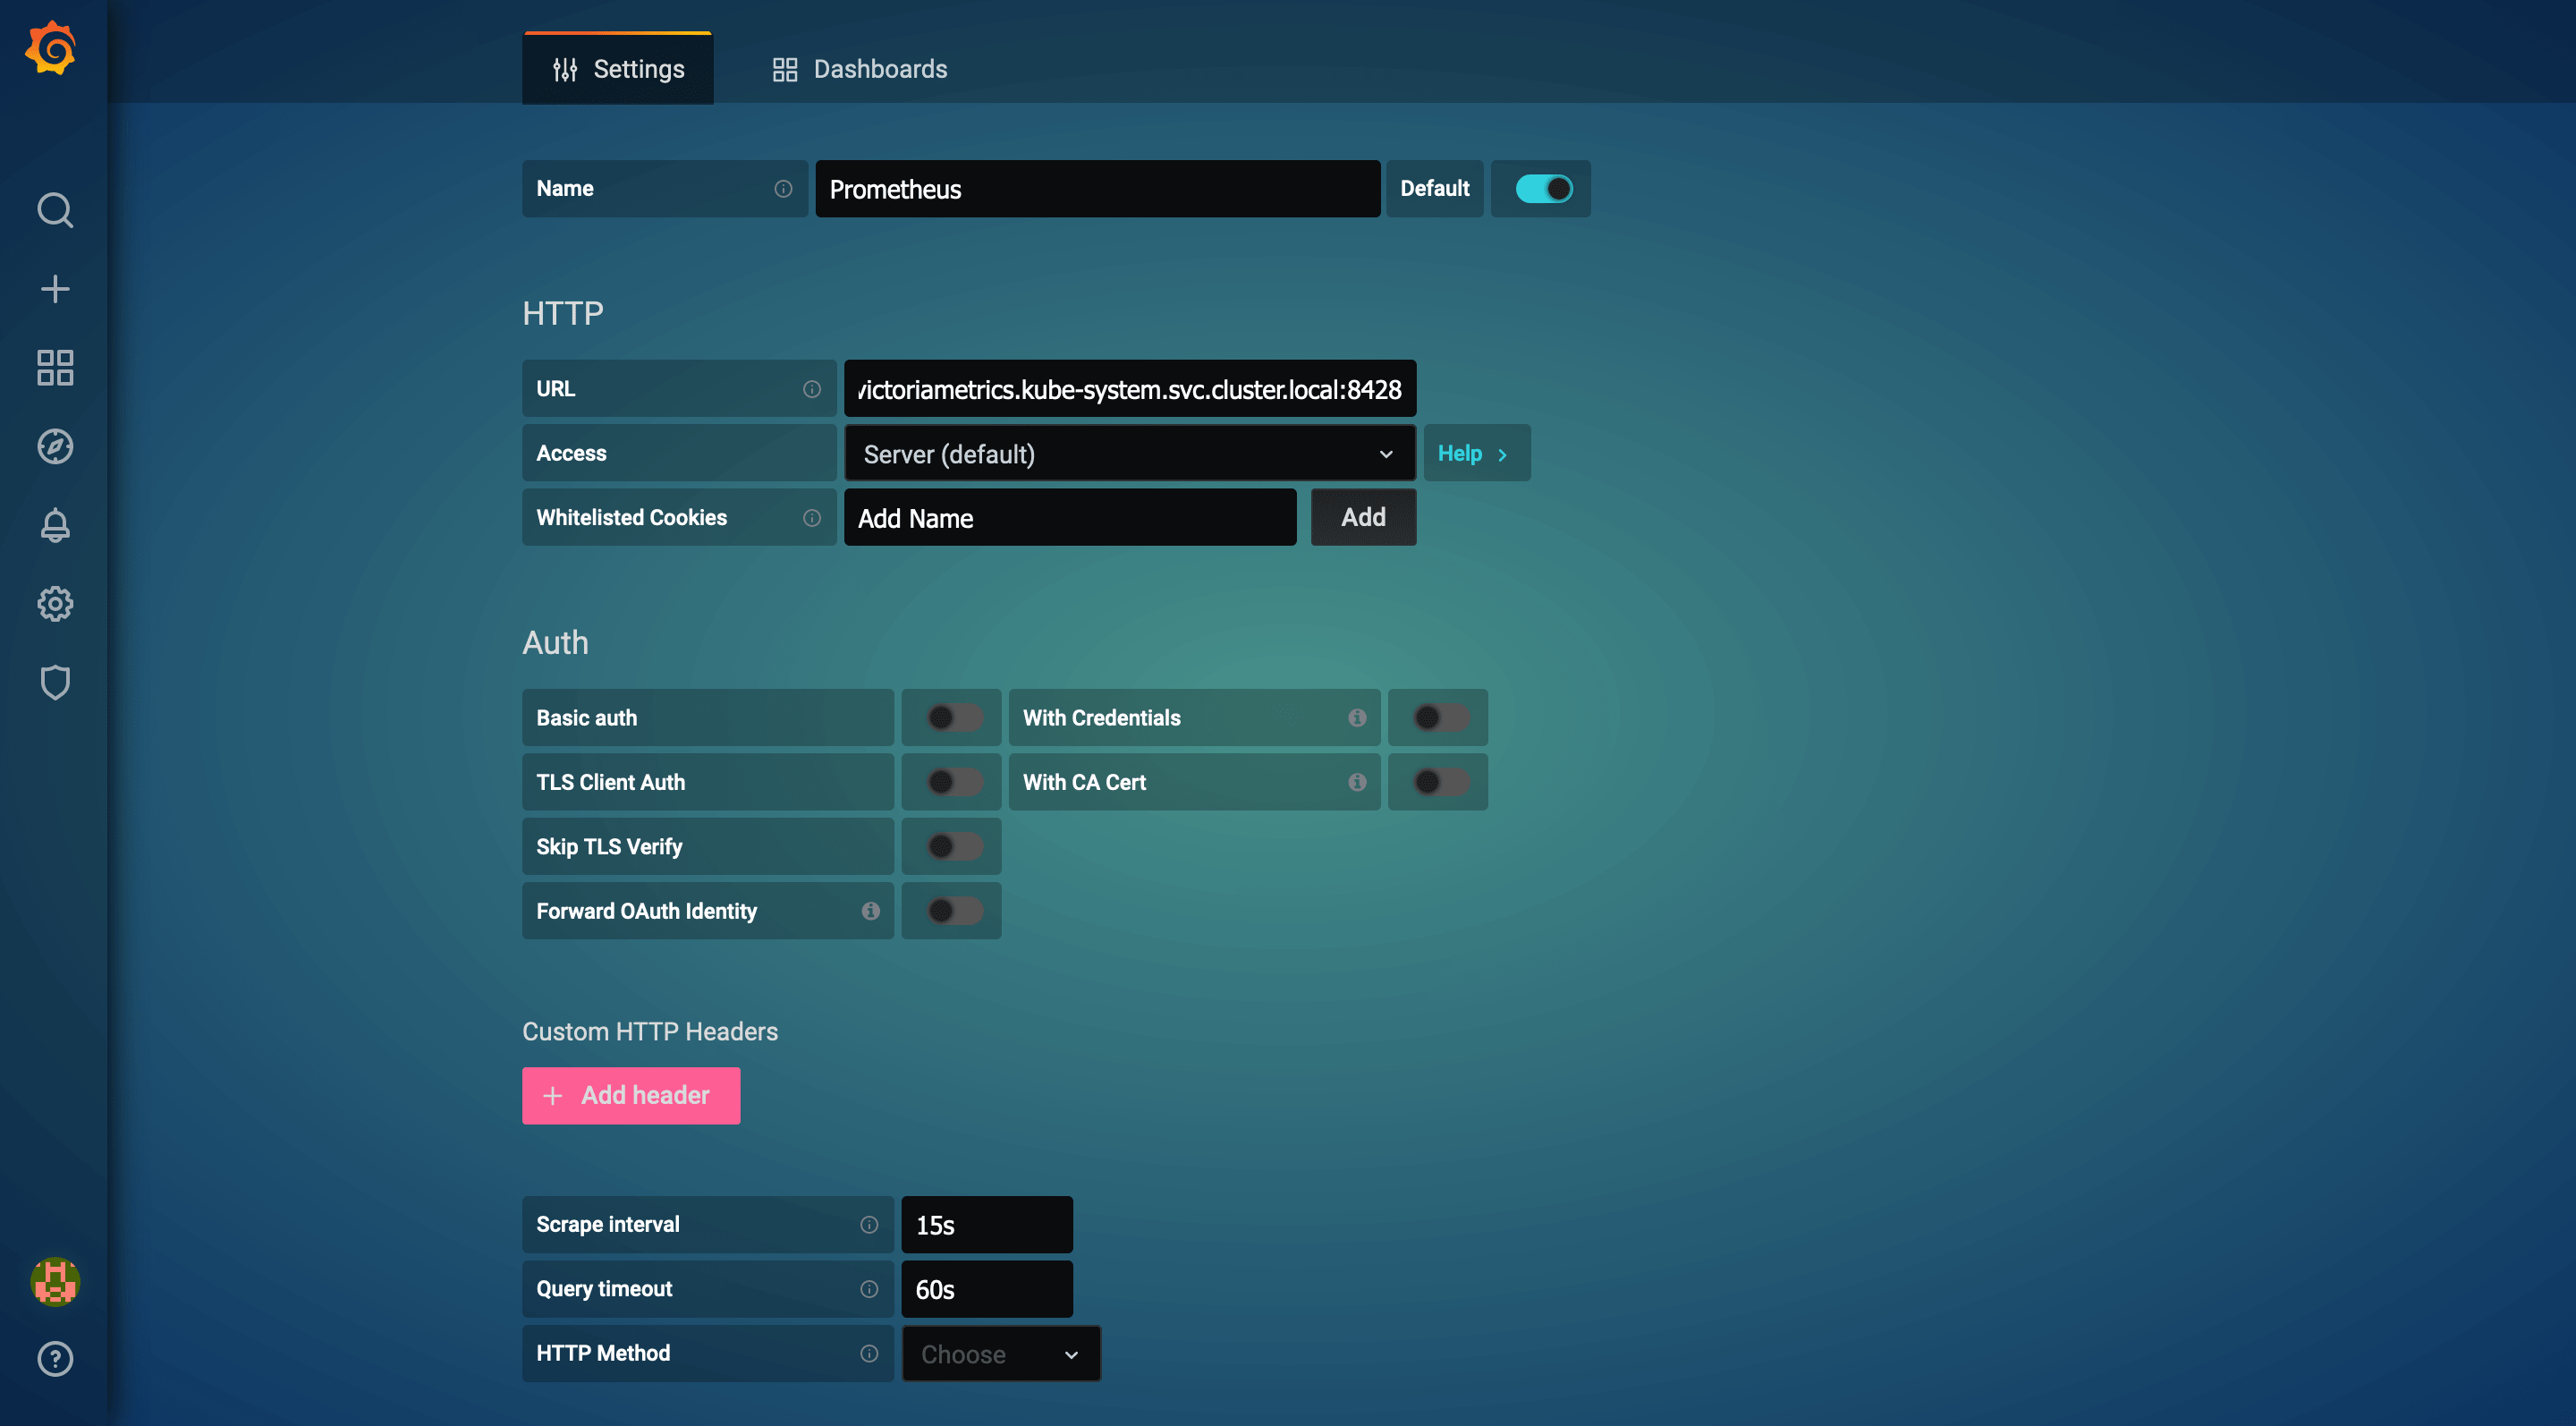 Settings Dashboards
Name Prometheus Default
HTTP
URL victoriametrics.kube-system.svc.cluster.local:8428
Access Server (default) Help
Whitelisted Cookies Add Name Add
Auth
Basic auth With Credentials
TLS Client Auth With CA Cert
Skip TLS Verify
Forward OAuth Identity
Custom HTTP Headers
+ Add header
Scrape interval 15s
Query timeout 60s
HTTP Method Choose